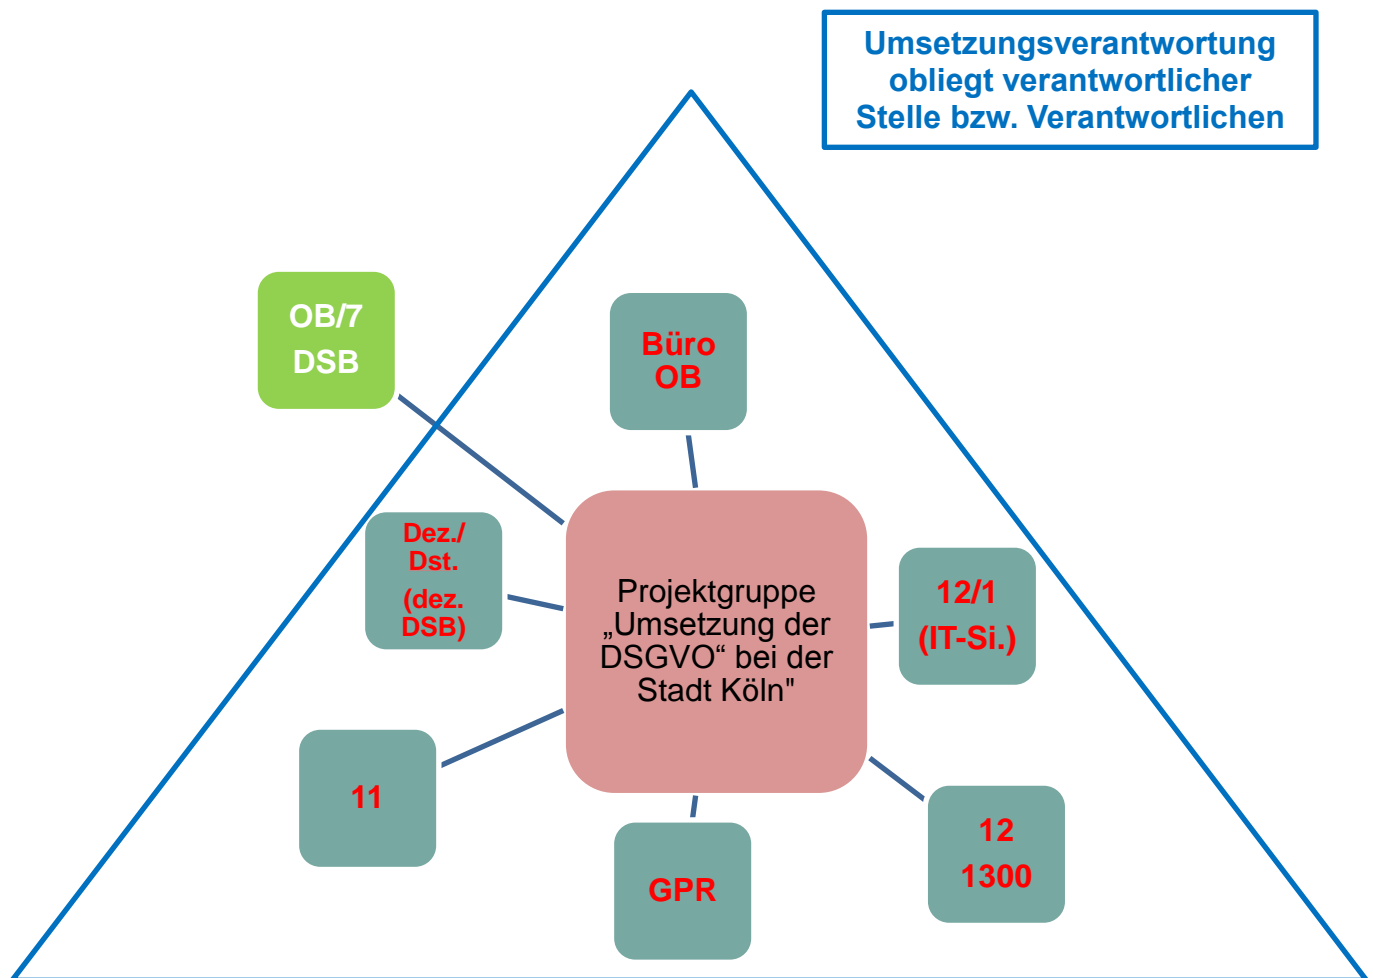 Umsetzungsverantwortung
obliegt verantwortlicher
Stelle bzw. Verantwortlichen
OB/7
DSB
Büro
OB
Dez./
Dst.
(dez.
DSB)
Projektgruppe
„Umsetzung der
DSGVO“ bei der
Stadt Köln"
12/1
(IT-Si.)
11
GPR
12
1300